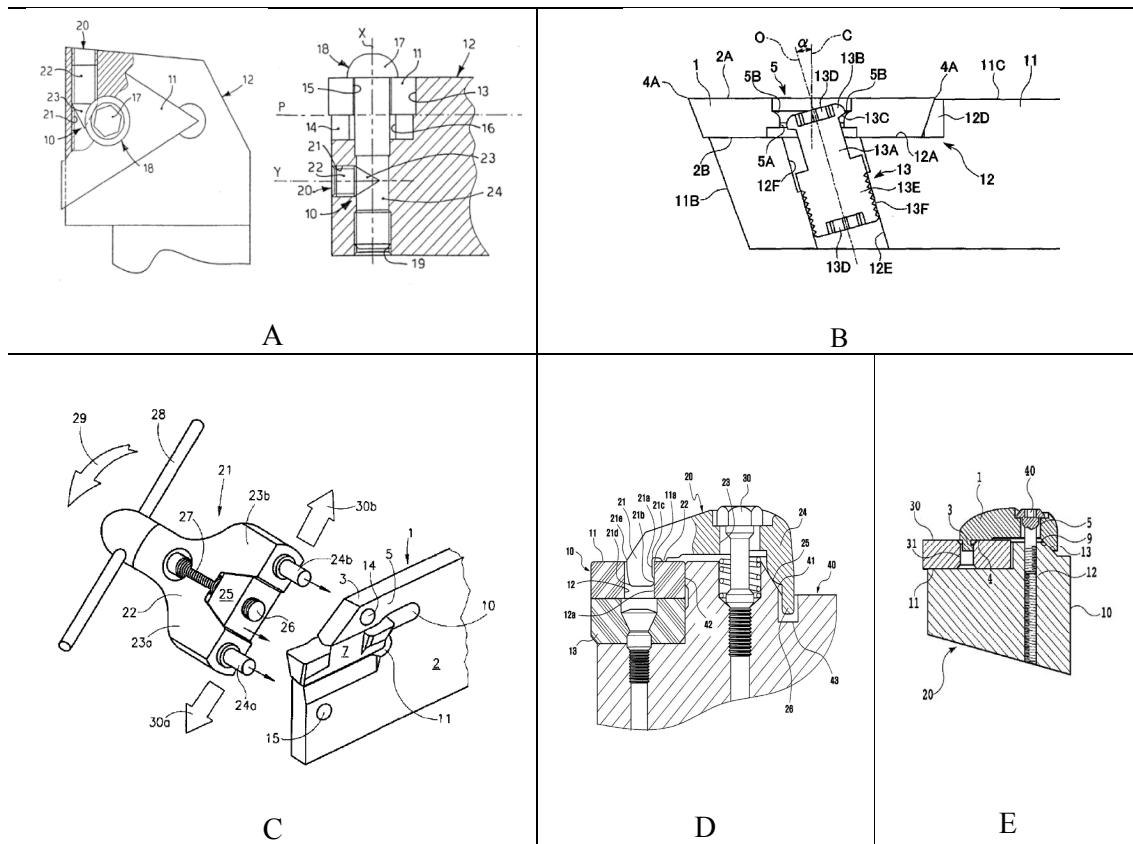 20
22
23
21
10
11
17
12
18
A
X
18
17
11
12
15
13
P
14
16
21
22
Y
20
10
23
24
19
B
O
α
C
1
2A
4A
5B
5
13D
13B
5B
13C
4A
11C
11
12D
5A
13A
12A
2B
12F
13
12
11B
13E
13F
13D
12E
C
28
29
21
23b
30b
27
24b
1
5
14
3
10
25
22
26
7
2
23a
24a
11
30a
15
D
20
23
30
11a
21a
21
21c
22
21b
24
21e
21d
11
25
10
41
12
40
12a
42
13
26
43
E
40
1
3
5
30
9
31
13
4
12
11
10
20